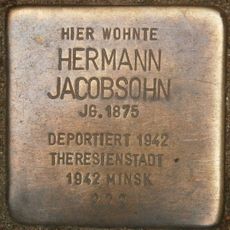 HIER WOHNTE
HERMANN
JACOBSOHN
JG. 1875
DEPORTIERT 1942
THERESIENSTADT
1942 MINSK
???